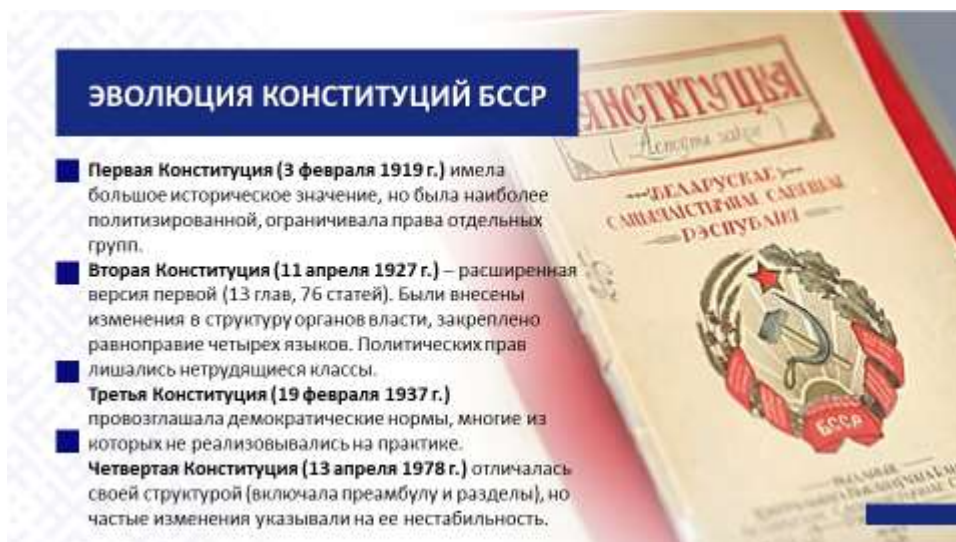 ЭВОЛЮЦИЯ КОНСТИТУЦИЙ БССР
Первая Конституция (3 февраля 1919 г.) имела
большое историческое значение, но была наиболее
политизированной, ограничивала права отдельных
групп.
Вторая Конституция (11 апреля 1927 г.) – расширенная
версия первой (13 глав, 76 статей). Были внесены
изменения в структуру органов власти, закреплено
равноправие четырех языков. Политических прав
лишались нетрудящиеся классы.
Третья Конституция (19 февраля 1937 г.)
провозглашала демократические нормы, многие из
которых не реализовывались на практике.
Четвертая Конституция (13 апреля 1978 г.) отличалась
своей структурой (включала преамбулу и разделы), но
частые изменения указывали на ее нестабильность.
БЕЛАРУСКАЕ
РЭСПУБЛІКІ
БССР